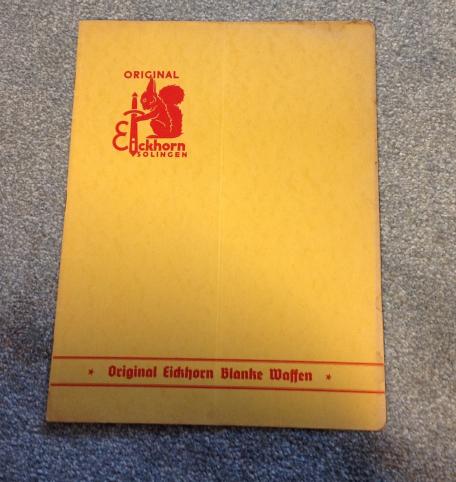 ORIGINAL
Eickhorn
SOLINGEN
* Original Eickhorn Blanke Waffen *